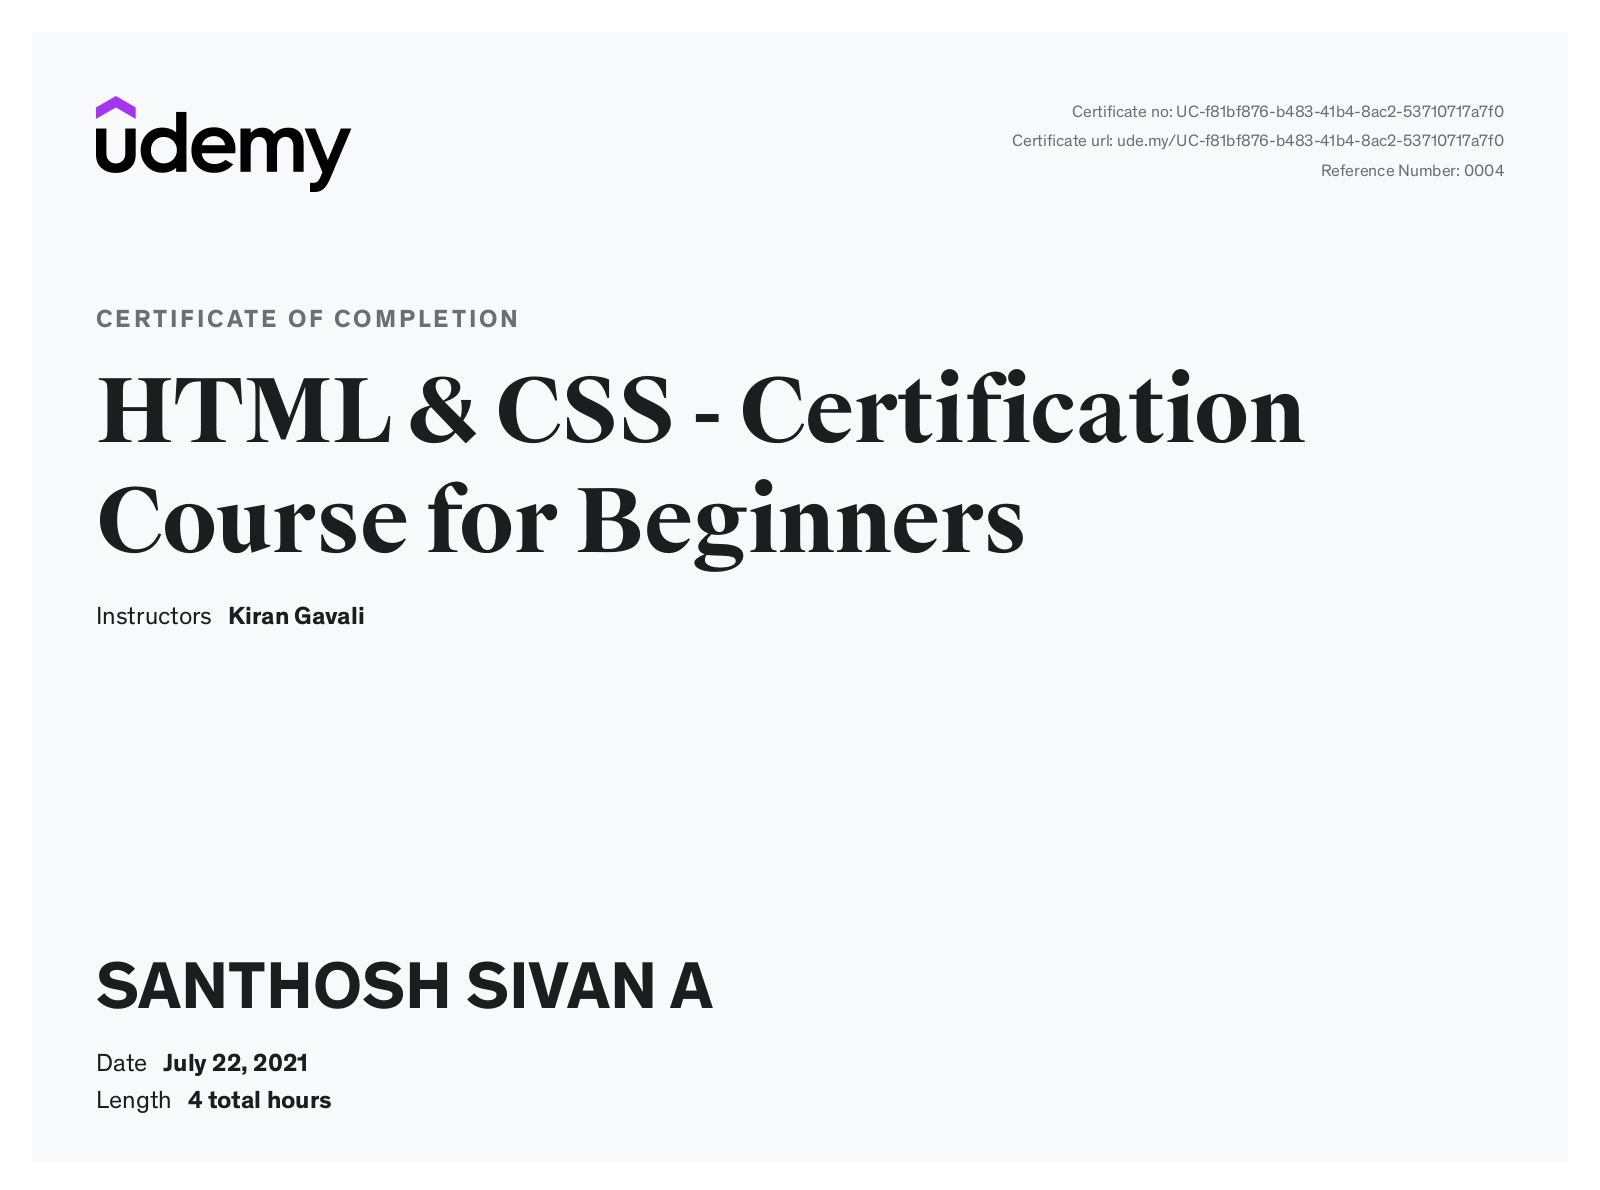 udemy
Certificate no: UC-f81bf876-b483-41b4-8ac2-53710717a7f0
Certificate url: ude.my/UC-f81bf876-b483-41b4-8ac2-53710717a7f0
Reference Number: 0004
CERTIFICATE OF COMPLETION
HTML & CSS - Certification
Course for Beginners
Instructors Kiran Gavali
SANTHOSH SIVAN A
Date July 22, 2021
Length 4 total hours